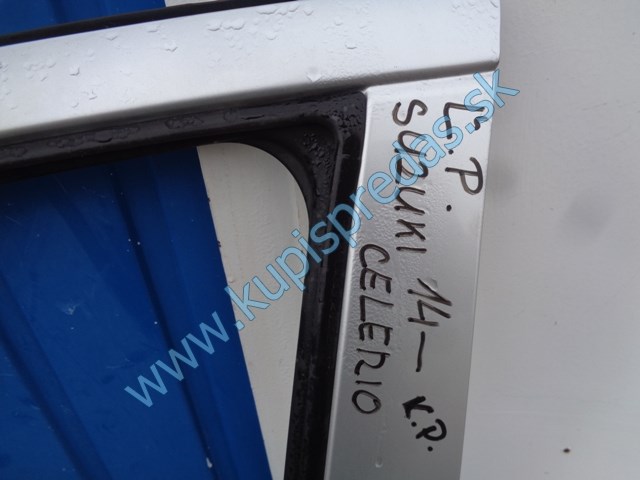 Ľ.P.
SUZUKI 14- K.P.
CELERIO
www.kupispredas.sk